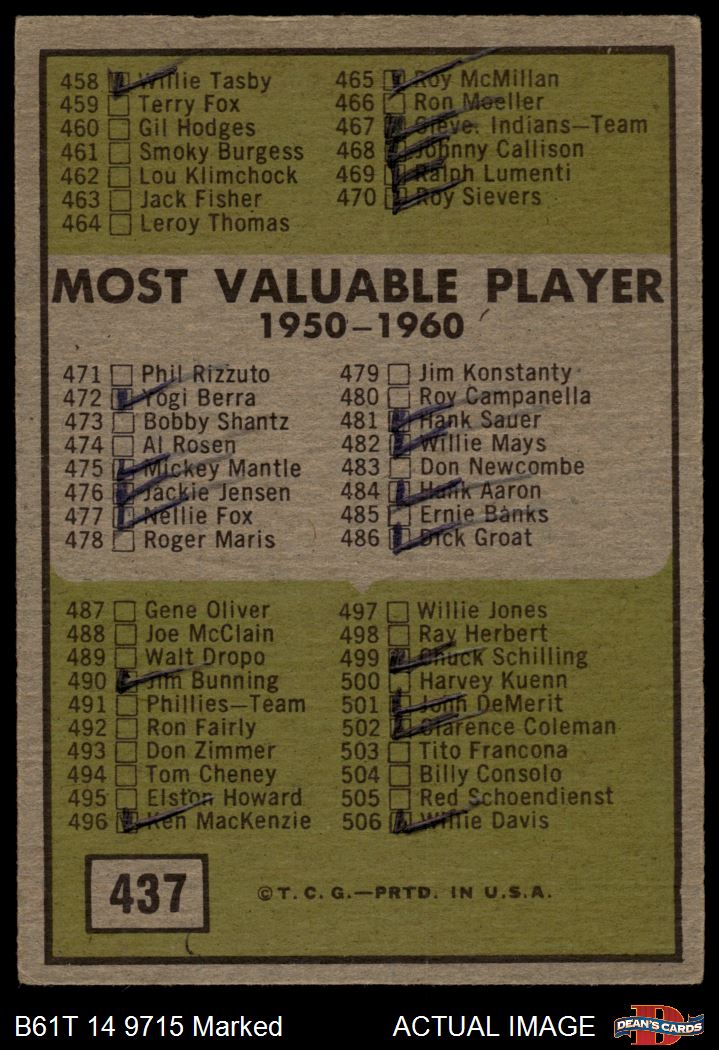 458 Willie Tasby
459 Terry Fox
460 Gil Hodges
461 Smoky Burgess
462 Lou Klimchock
463 Jack Fisher
464 Leroy Thomas
465 Roy McMillan
466 Ron Moeller
467 Cleve. Indians—Team
468 Johnny Callison
469 Ralph Lumenti
470 Roy Sievers
MOST VALUABLE PLAYER
1950–1960
471 Phil Rizzuto
472 Yogi Berra
473 Bobby Shantz
474 Al Rosen
475 Mickey Mantle
476 Jackie Jensen
477 Nellie Fox
478 Roger Maris
479 Jim Konstanty
480 Roy Campanella
481 Hank Sauer
482 Willie Mays
483 Don Newcombe
484 Hank Aaron
485 Ernie Banks
486 Dick Groat
487 Gene Oliver
488 Joe McClain
489 Walt Dropo
490 Jim Bunning
491 Phillies—Team
492 Ron Fairly
493 Don Zimmer
494 Tom Cheney
495 Elston Howard
496 Ken MacKenzie
497 Willie Jones
498 Ray Herbert
499 Chuck Schilling
500 Harvey Kuenn
501 John DeMerit
502 Clarence Coleman
503 Tito Francona
504 Billy Consolo
505 Red Schoendienst
506 Willie Davis
437
©T. C. G.—PRTD. IN U.S.A.
B61T 14 9715 Marked
ACTUAL IMAGE
DEAN'S CARDS